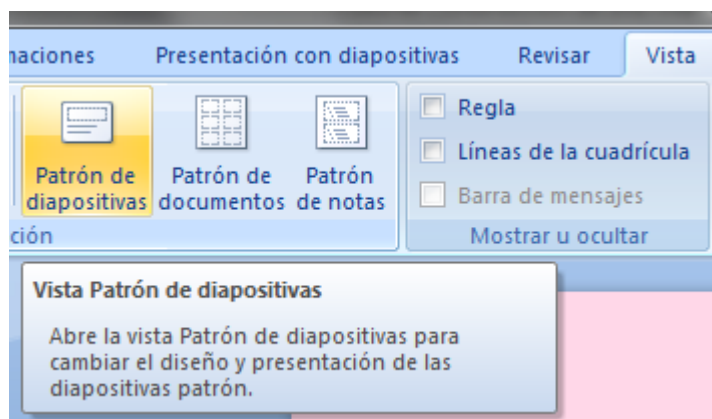 maciones Presentación con diapositivas Revisar Vista
Patrón de diapositivas
Patrón de documentos
Patrón de notas
ción
Regla
Líneas de la cuadrícula
Barra de mensajes
Mostrar u ocultar
Vista Patrón de diapositivas
Abre la vista Patrón de diapositivas para
cambiar el diseño y presentación de las
diapositivas patrón.